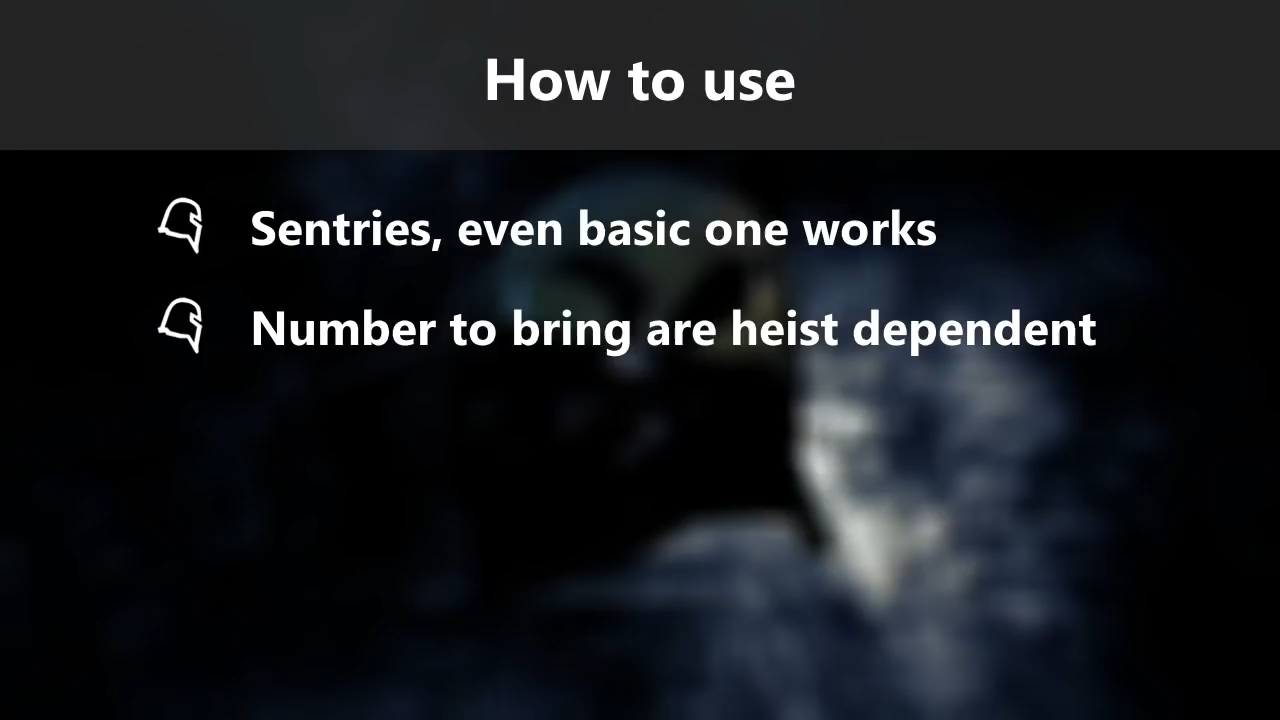 How to use
Sentries, even basic one works
Number to bring are heist dependent